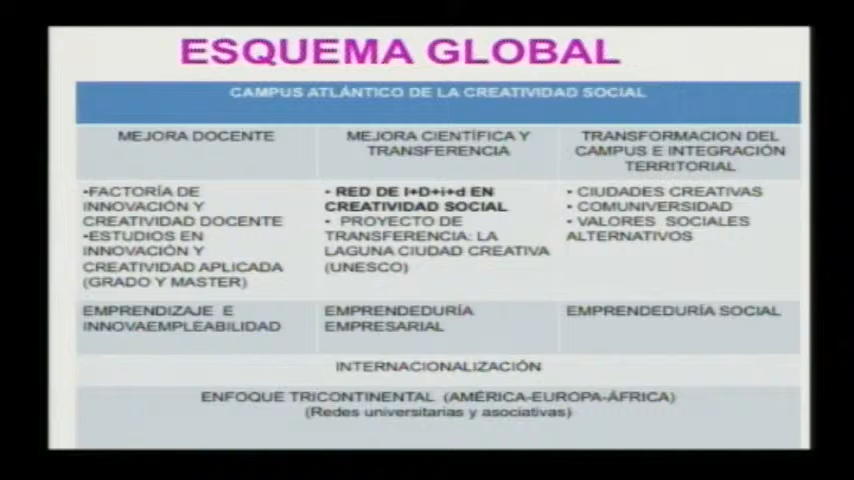 ESQUEMA GLOBAL
CAMPUS ATLÁNTICO DE LA CREATIVIDAD SOCIAL
MEJORA DOCENTE
MEJORA CIENTÍFICA Y
TRANSFERENCIA
TRANSFORMACION DEL
CAMPUS E INTEGRACIÓN
TERRITORIAL
•FACTORÍA DE
INNOVACIÓN Y
CREATIVIDAD DOCENTE
•ESTUDIOS EN
INNOVACIÓN Y
CREATIVIDAD APLICADA
(GRADO Y MASTER)
• RED DE I+D+i+d EN
CREATIVIDAD SOCIAL
• PROYECTO DE
TRANSFERENCIA: LA
LAGUNA CIUDAD CREATIVA
(UNESCO)
• CIUDADES CREATIVAS
• COMUNIVERSIDAD
• VALORES SOCIALES
ALTERNATIVOS
EMPRENDIZAJE E
INNOVAEMPLEABILIDAD
EMPRENDEDURÍA
EMPRESARIAL
EMPRENDEDURÍA SOCIAL
INTERNACIONALIZACIÓN
ENFOQUE TRICONTINENTAL (AMÉRICA-EUROPA-ÁFRICA)
(Redes universitarias y asociativas)